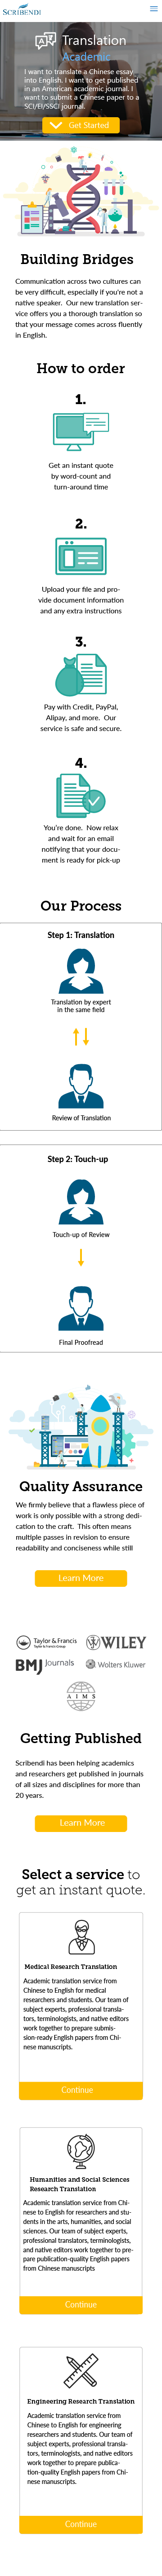 SCRIBENDI
Translation
Academic
I want to translate a Chinese essay
into English. I want to get published
in an American academic journal. I
want to submit a Chinese paper to a
SCI/EI/SSCI journal.
Get Started
Building Bridges
Communication across two cultures can
be very difficult, especially if you're not a
native speaker. Our new translation ser-
vice offers you a thorough translation so
that your message comes across fluently
in English.
How to order
1.
Get an instant quote
by word-count and
turn-around time
2.
Upload your file and pro-
vide document information
and any extra instructions
3.
Pay with Credit, PayPal,
Alipay, and more. Our
service is safe and secure.
4.
You're done. Now relax
and wait for an email
notifying that your docu-
ment is ready for pick-up
Our Process
Step 1: Translation
Translation by expert
in the same field
Review of Translation
Step 2: Touch-up
Touch-up of Review
Final Proofread
Quality Assurance
We firmly believe that a flawless piece of
work is only possible with a strong dedi-
cation to the craft. This often means
multiple passes in revision to ensure
readability and conciseness while still
Learn More
Taylor & Francis
Taylor & Francis Group
WILEY
BMJ Journals
Wolters Kluwer
AIMS
Getting Published
Scribendi has been helping academics
and researchers get published in journals
of all sizes and disciplines for more than
20 years.
Learn More
Select a service to
get an instant quote.
Medical Research Translation
Academic translation service from
Chinese to English for medical
researchers and students. Our team of
subject experts, professional transla-
tors, terminologists, and native editors
work together to prepare submis-
sion-ready English papers from Chi-
nese manuscripts.
Continue
Humanities and Social Sciences
Research Translation
Academic translation service from Chi-
nese to English for researchers and stu-
dents in the arts, humanities, and social
sciences. Our team of subject experts,
professional translators, terminologists,
and native editors work together to pre-
pare publication-quality English papers
from Chinese manuscripts
Continue
Engineering Research Translation
Academic translation service from
Chinese to English for engineering
researchers and students. Our team of
subject experts, professional transla-
tors, terminologists, and native editors
work together to prepare publica-
tion-quality English papers from Chi-
nese manuscripts.
Continue